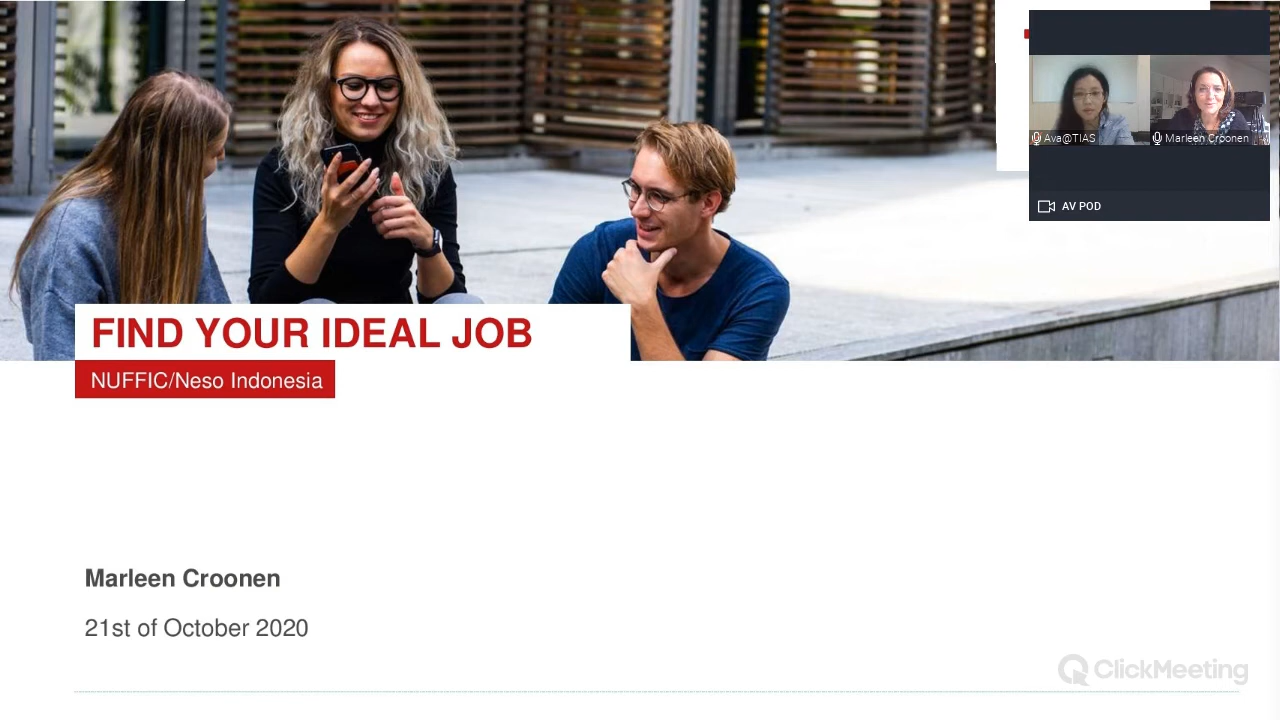 Ava@TIAS
Marleen Croonen
AV POD
FIND YOUR IDEAL JOB
NUFFIC/Neso Indonesia
Marleen Croonen
21st of October 2020
ClickMeeting